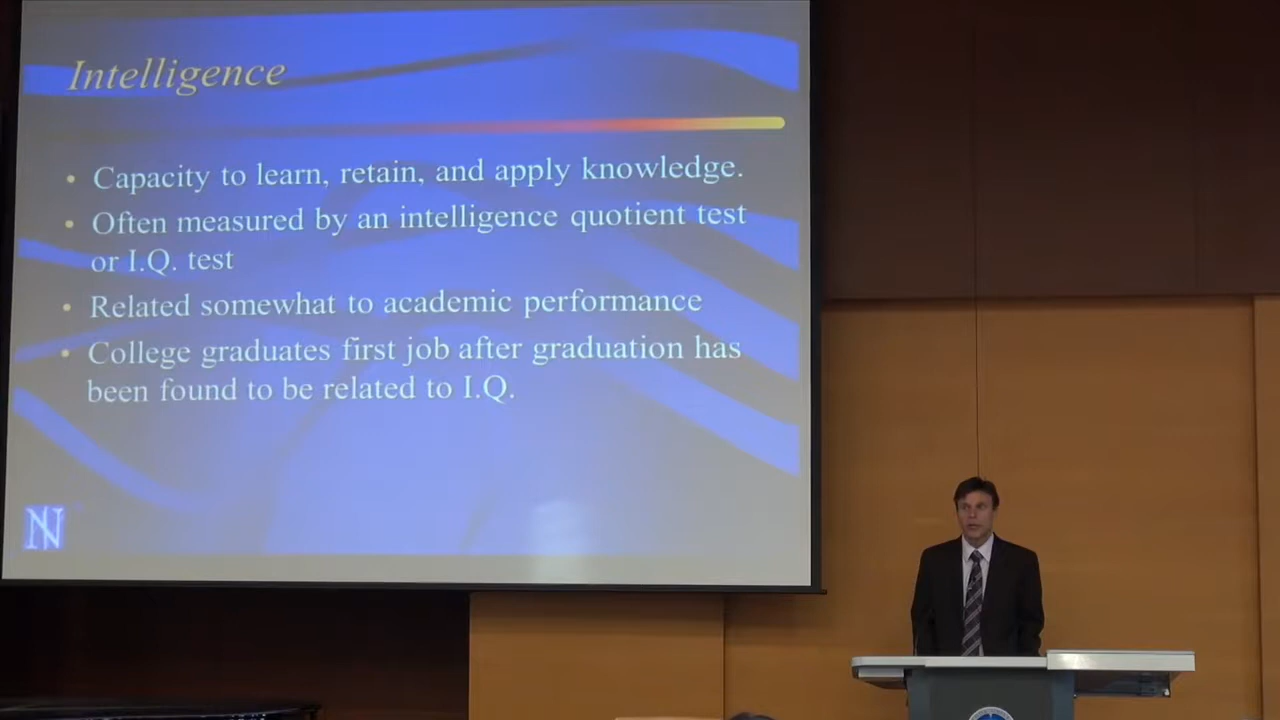 Intelligence
• Capacity to learn, retain, and apply knowledge.
• Often measured by an intelligence quotient test
or I.Q. test
• Related somewhat to academic performance
• College graduates first job after graduation has
been found to be related to I.Q.
N